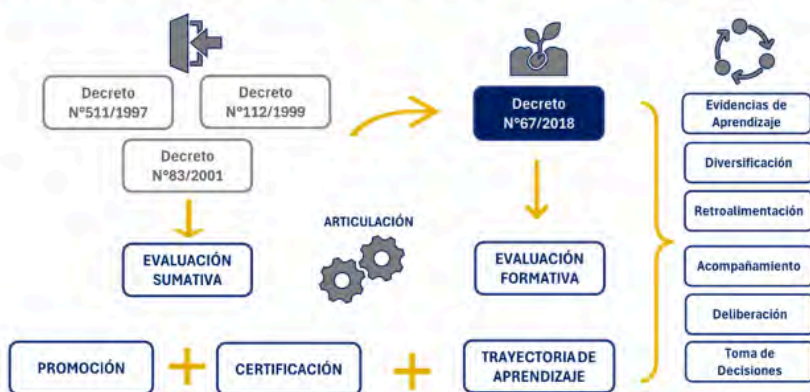 Decreto
N°511/1997
Decreto
N°112/1999
Decreto
N°83/2001
Decreto
N°67/2018
ARTICULACIÓN
EVALUACIÓN
SUMATIVA
EVALUACIÓN
FORMATIVA
PROMOCIÓN
CERTIFICACIÓN
TRAYECTORIA DE
APRENDIZAJE
Evidencias de
Aprendizaje
Diversificación
Retroalimentación
Acompañamiento
Deliberación
Toma de
Decisiones